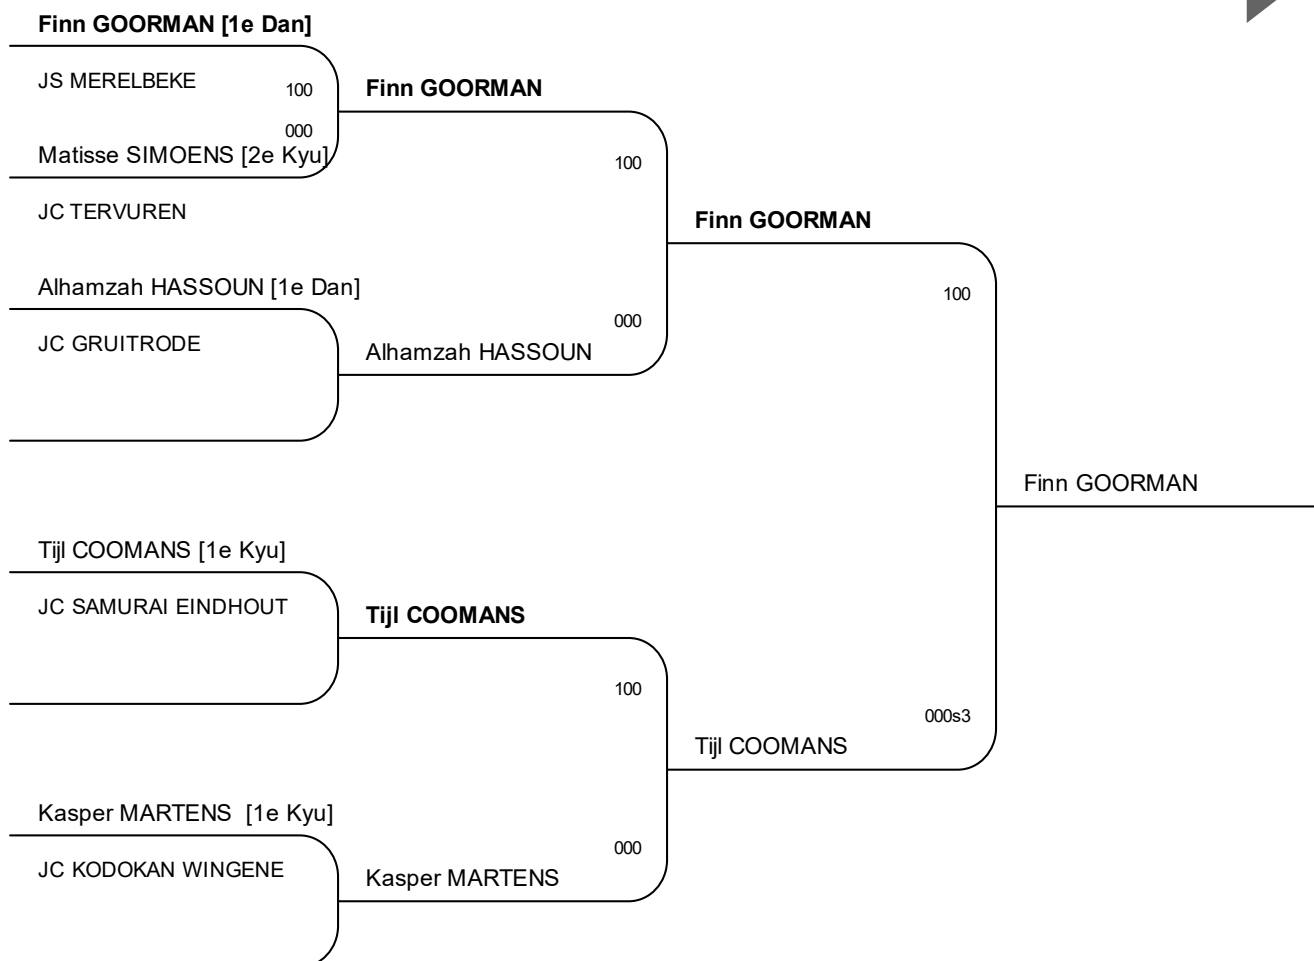 Finn GOORMAN [1e Dan]
JS MERELBEKE
100
Finn GOORMAN
000
Matisse SIMOENS [2e Kyu]
100
JC TERVUREN
Finn GOORMAN
Alhamzah HASSOUN [1e Dan]
100
000
JC GRUITRODE
Alhamzah HASSOUN
Finn GOORMAN
Tijl COOMANS [1e Kyu]
JC SAMURAI EINDHOUT
Tijl COOMANS
100
000s3
Tijl COOMANS
Kasper MARTENS [1e Kyu]
000
JC KODOKAN WINGENE
Kasper MARTENS